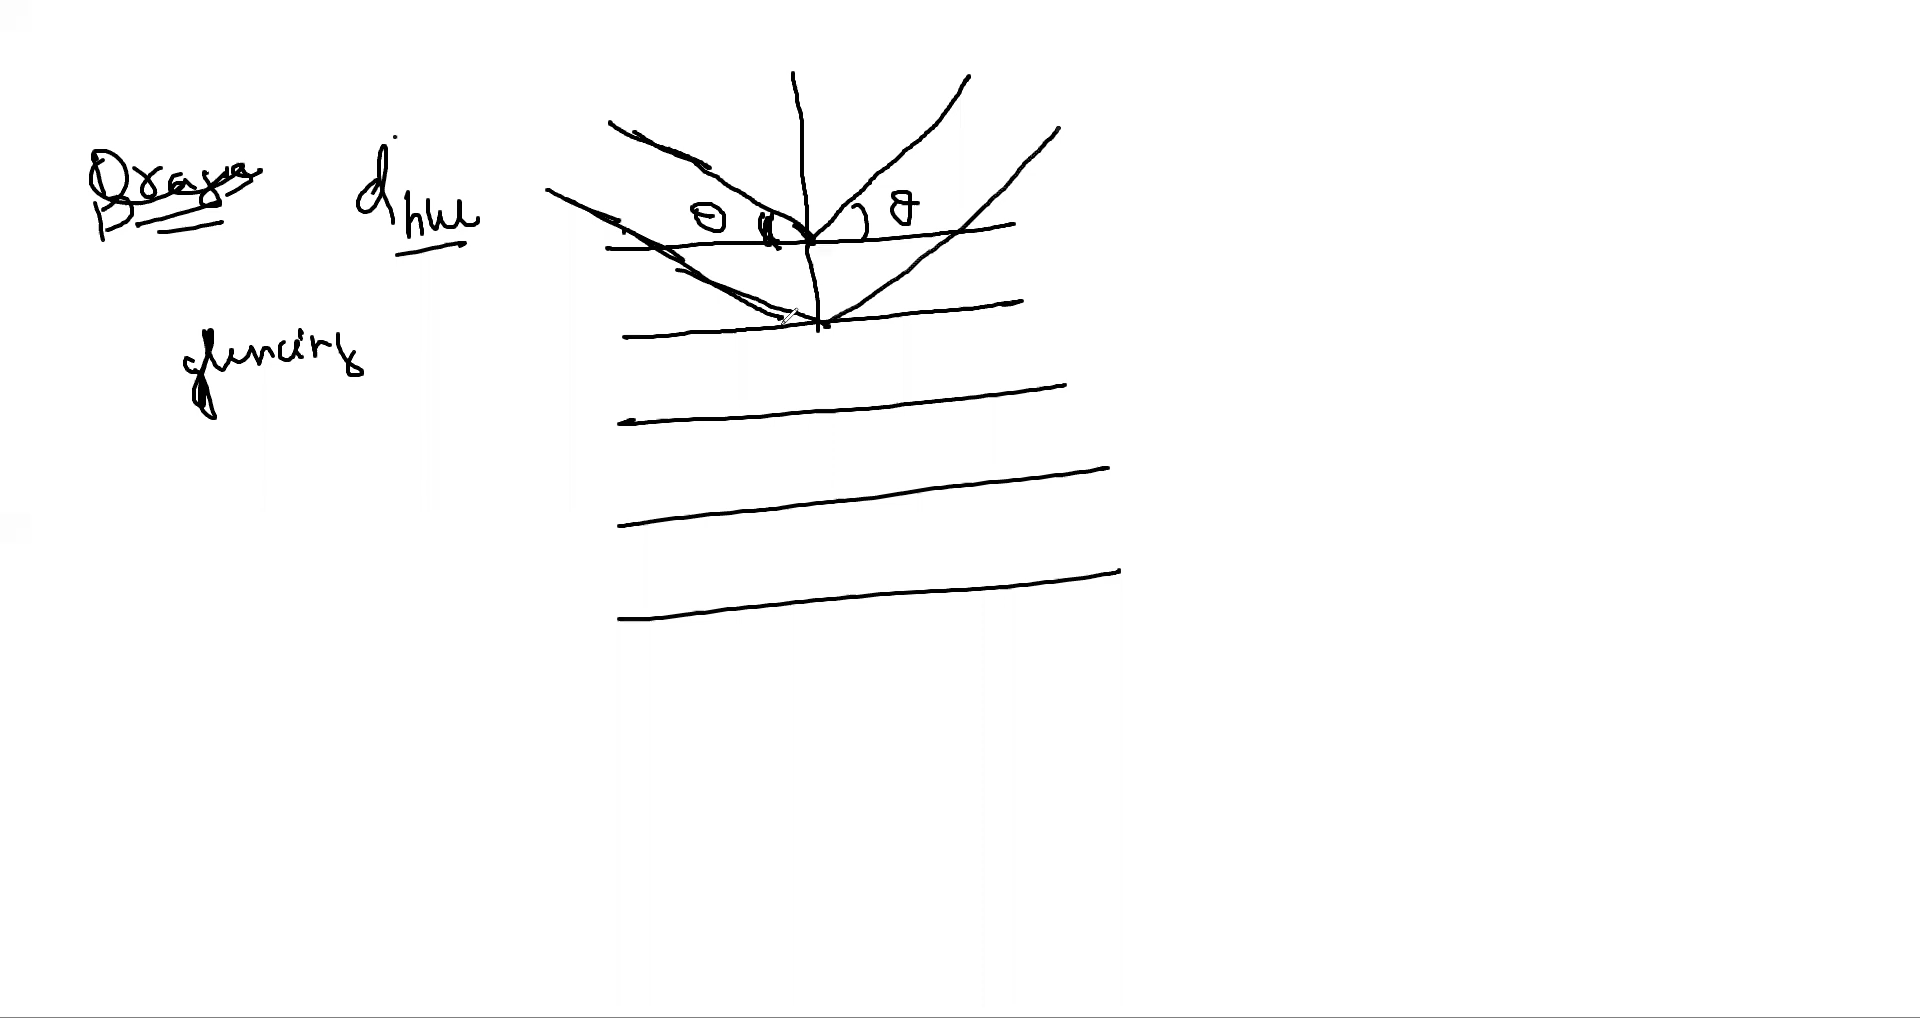 Bragg d_hkl
θ θ
glancing